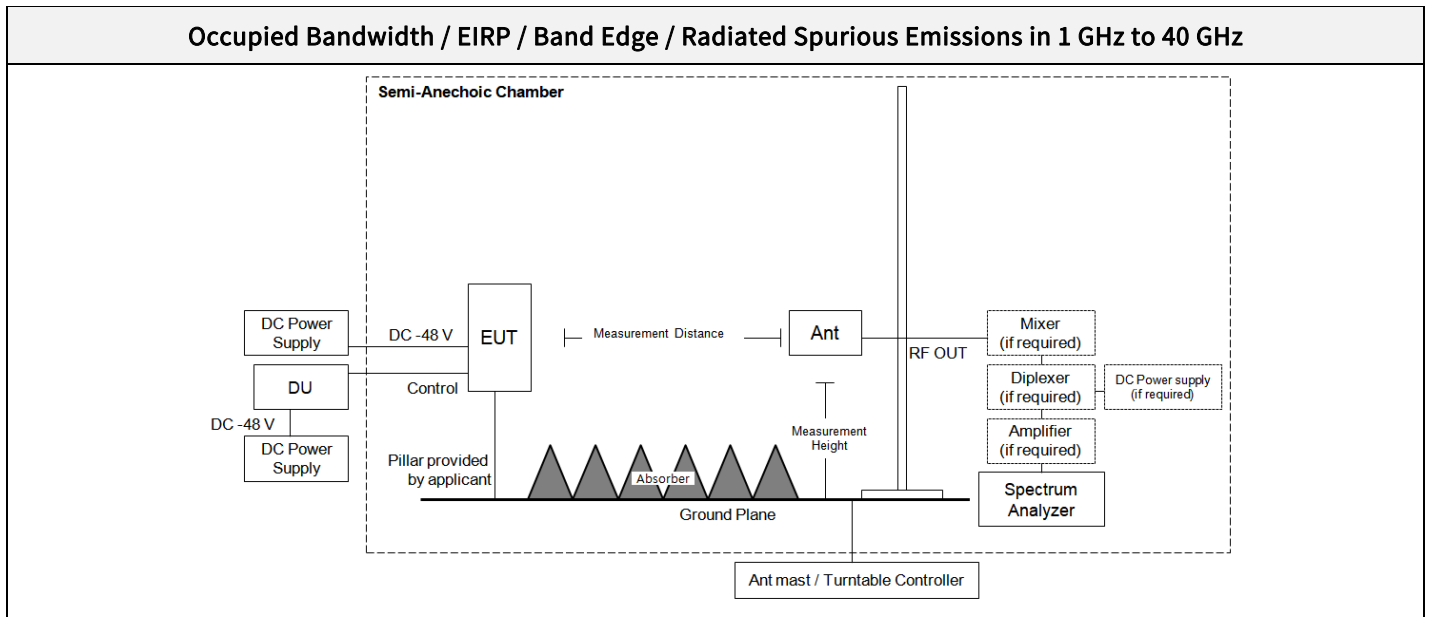 Occupied Bandwidth / EIRP / Band Edge / Radiated Spurious Emissions in 1 GHz to 40 GHz
Semi-Anechoic Chamber
DC Power
Supply
DC -48 V
EUT
Measurement Distance
Ant
RF OUT
Mixer
(if required)
DU
Control
Diplexer
(if required)
DC Power supply
(if required)
DC -48 V
DC Power
Supply
Measurement
Height
Amplifier
(if required)
Pillar provided
by applicant
Absorber
Spectrum
Analyzer
Ground Plane
Ant mast / Turntable Controller